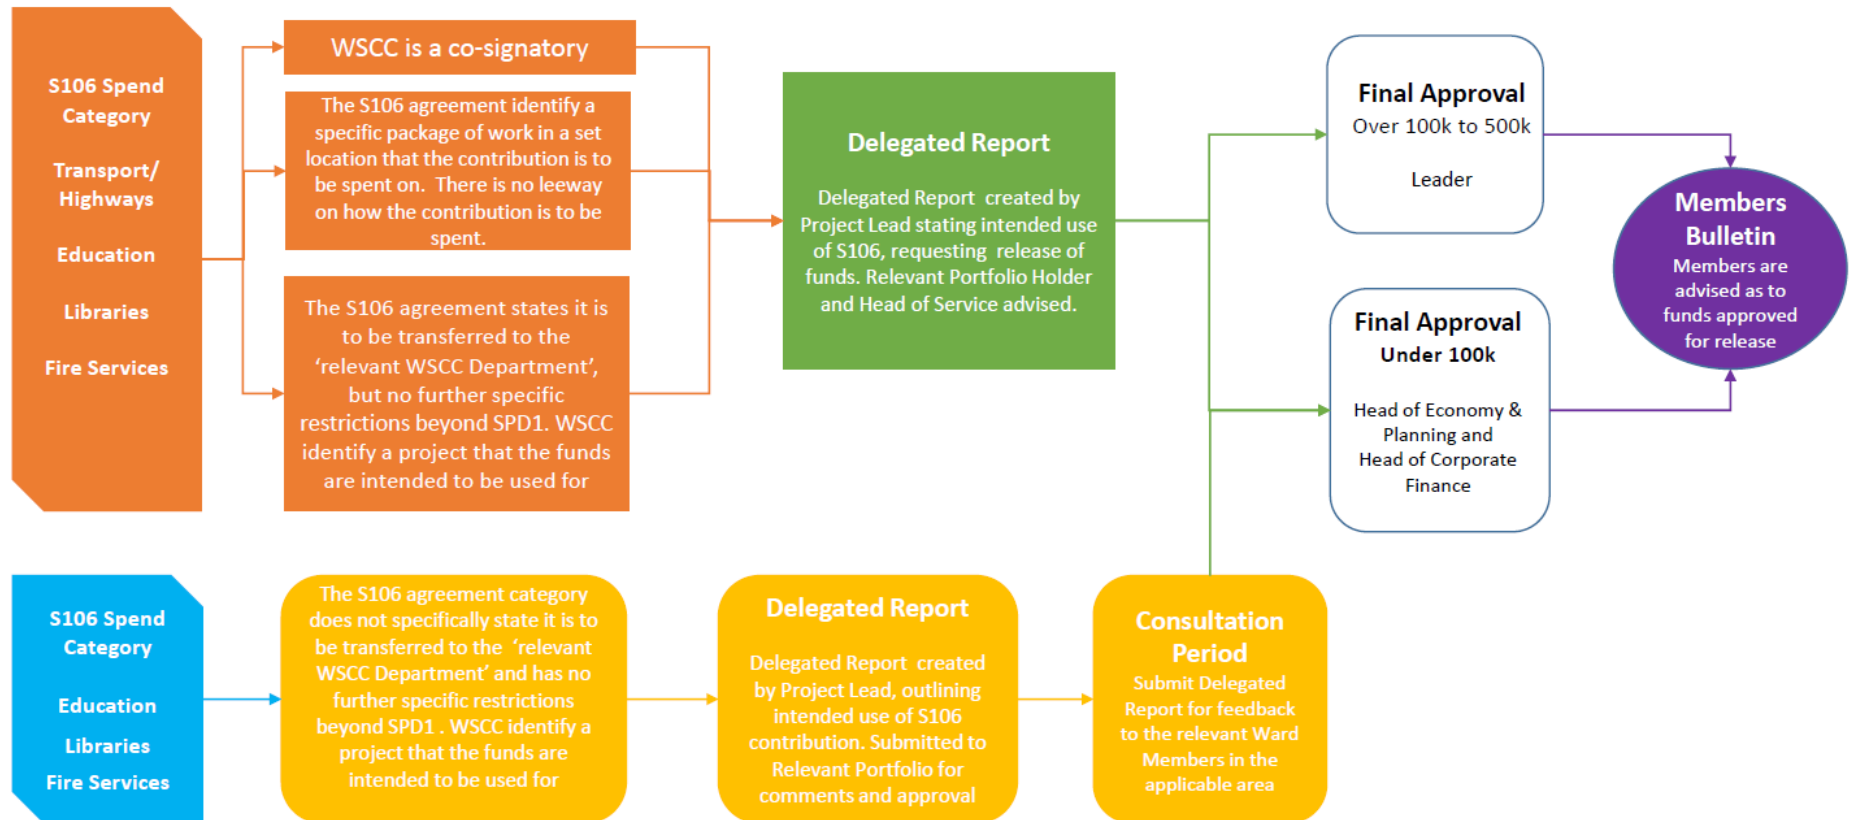 S106 Spend
Category
Transport/
Highways
Education
Libraries
Fire Services
WSCC is a co-signatory
The S106 agreement identify a
specific package of work in a set
location that the contribution is to
be spent on. There is no leeway
on how the contribution is to be
spent.
The S106 agreement states it is
to be transferred to the
‘relevant WSCC Department’,
but no further specific
restrictions beyond SPD1. WSCC
identify a project that the funds
are intended to be used for
Delegated Report
Delegated Report created by
Project Lead stating intended use
of S106, requesting release of
funds. Relevant Portfolio Holder
and Head of Service advised.
Final Approval
Over 100k to 500k
Leader
Final Approval
Under 100k
Head of Economy &
Planning and
Head of Corporate
Finance
Members
Bulletin
Members are
advised as to
funds approved
for release
S106 Spend
Category
Education
Libraries
Fire Services
The S106 agreement category
does not specifically state it is to
be transferred to the ‘relevant
WSCC Department’ and has no
further specific restrictions
beyond SPD1 . WSCC identify a
project that the funds are
intended to be used for
Delegated Report
Delegated Report created
by Project Lead, outlining
intended use of S106
contribution. Submitted to
Relevant Portfolio for
comments and approval
Consultation
Period
Submit Delegated
Report for feedback
to the relevant Ward
Members in the
applicable area